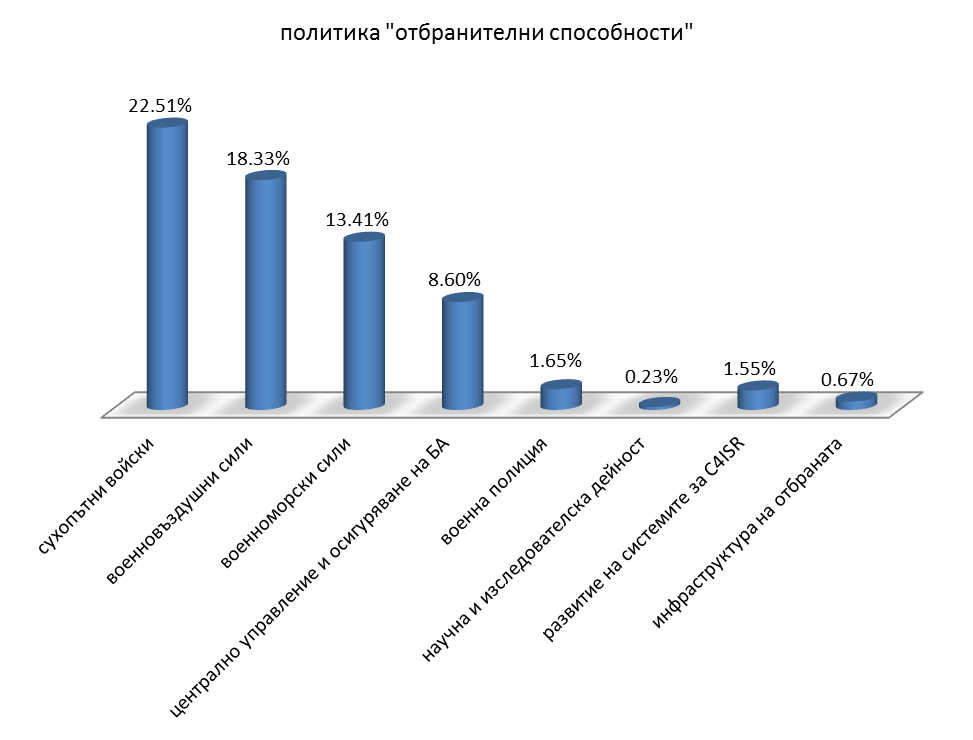 политика "отбранителни способности"
22.51%
18.33%
13.41%
8.60%
1.65%
0.23%
1.55%
0.67%
сухопътни войски
военновъздушни сили
военноморски сили
централно управление и осигуряване на БА
военна полиция
научна и изследователска дейност
развитие на системите за C4ISR
инфраструктура на отбраната